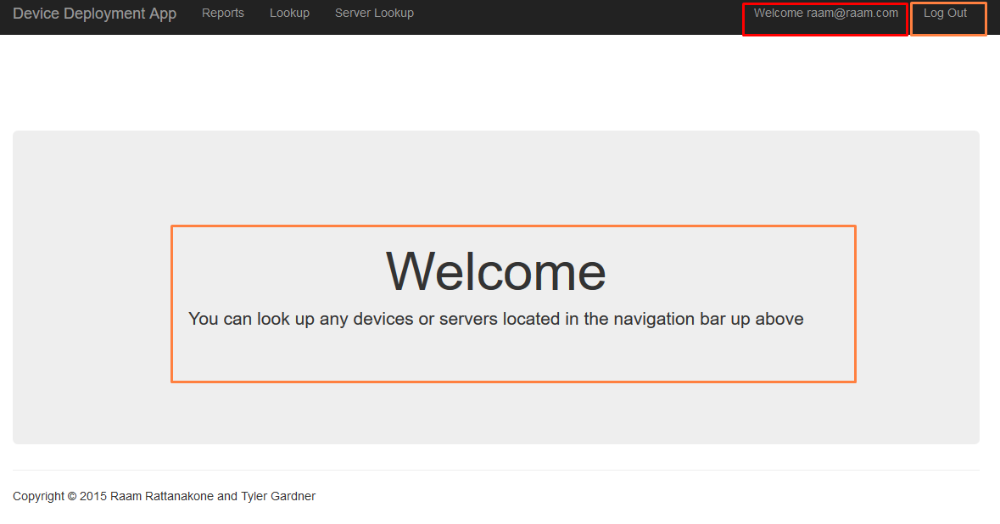 Device Deployment App Reports Lookup Server Lookup Welcome raam@raam.com Log Out
Welcome
You can look up any devices or servers located in the navigation bar up above
Copyright © 2015 Raam Rattanakone and Tyler Gardner